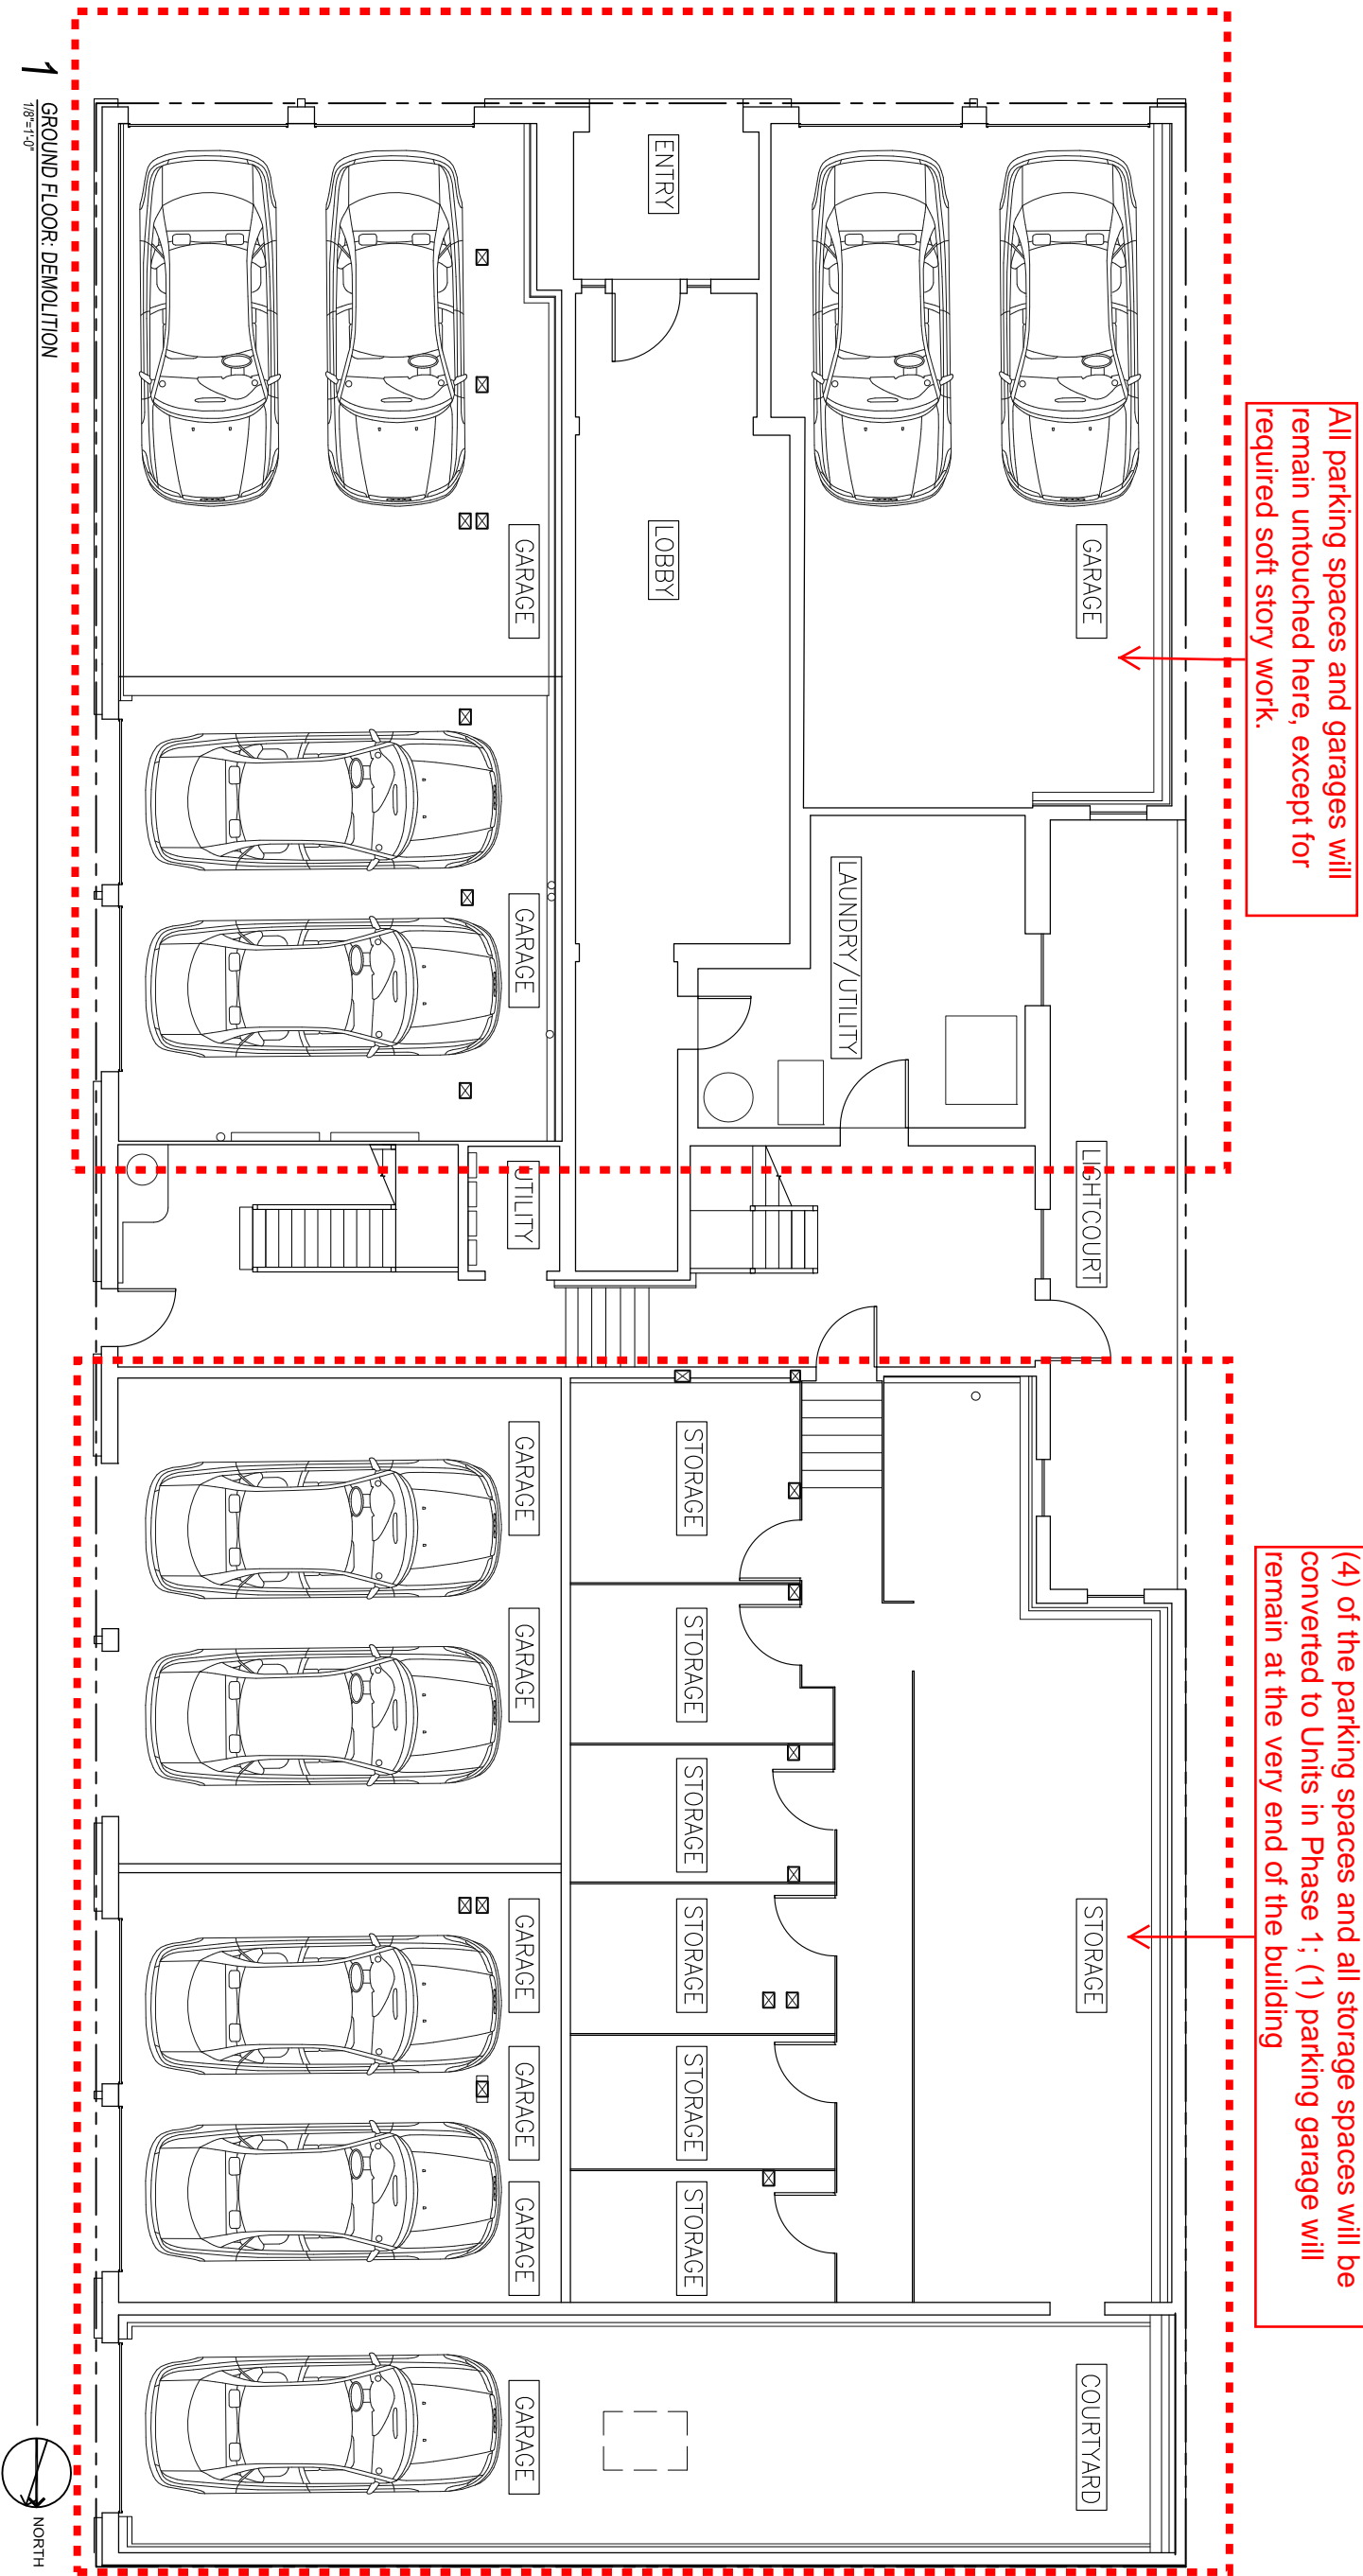 All parking spaces and garages will
remain untouched here, except for
required soft story work.
(4) of the parking spaces and all storage spaces will be
converted to Units in Phase 1; (1) parking garage will
remain at the very end of the building
GARAGE
LIGHTCOURT
STORAGE
COURTYARD
LAUNDRY/UTILITY
ENTRY
LOBBY
STORAGE
STORAGE
STORAGE
STORAGE
STORAGE
STORAGE
GARAGE
GARAGE
UTILITY
GARAGE
GARAGE
GARAGE
GARAGE
GARAGE
GARAGE
1
GROUND FLOOR: DEMOLITION
1/8"=1'-0"
NORTH